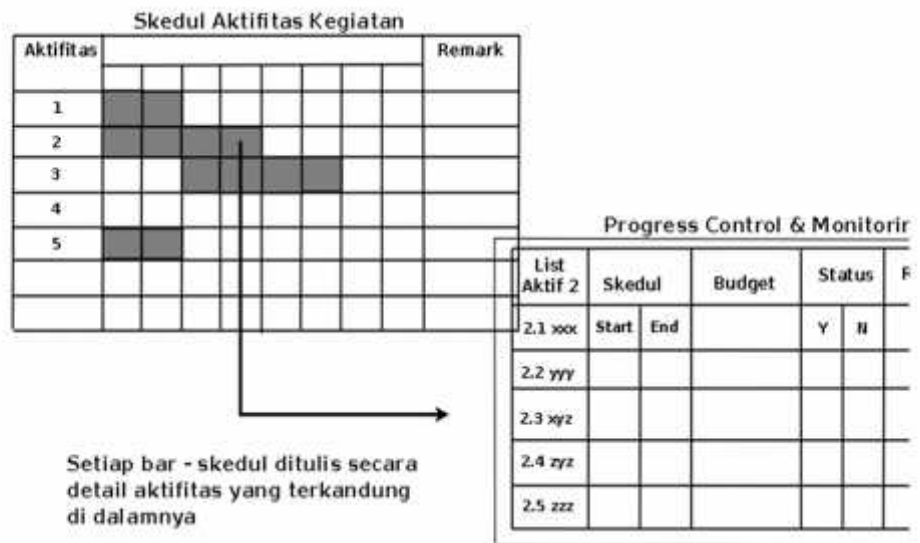 Skedul Aktifitas Kegiatan
Aktifitas Remark
1
2
3
4
5
Progress Control &
List Skedul Budget Status
Aktif 2
2.1 xxx Start End Y N
2.2 yyy
2.3 xyz
2.4 zyz
2.5 zzz
Setiap bar - skedul ditulis secara
detail aktifitas yang terkandung
di dalamnya